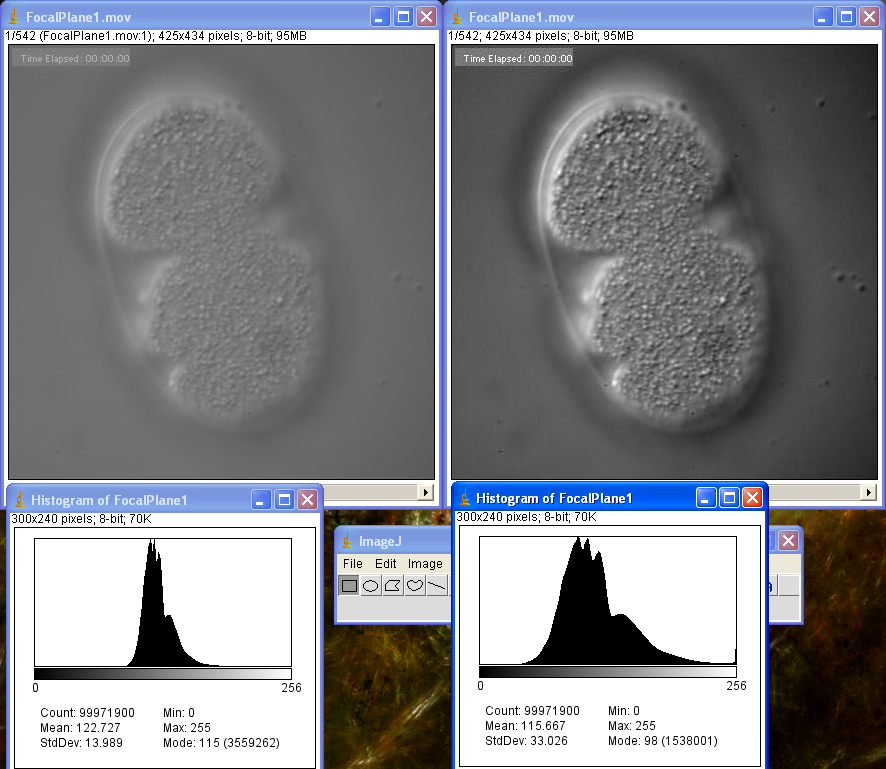 FocalPlane1.mov
1/542 (FocalPlane1.mov:1); 425x434 pixels; 8-bit; 95MB
Time Elapsed: 00:00:00
FocalPlane1.mov
1/542; 425x434 pixels; 8-bit; 95MB
Time Elapsed: 00:00:00
Histogram of FocalPlane1
300x240 pixels; 8-bit; 70K
0 256
Count: 99971900 Min: 0
Mean: 122.727 Max: 255
StdDev: 13.989 Mode: 115 (3559262)
ImageJ
File Edit Image
Histogram of FocalPlane1
300x240 pixels; 8-bit; 70K
0 256
Count: 99971900 Min: 0
Mean: 115.667 Max: 255
StdDev: 33.026 Mode: 98 (1538001)